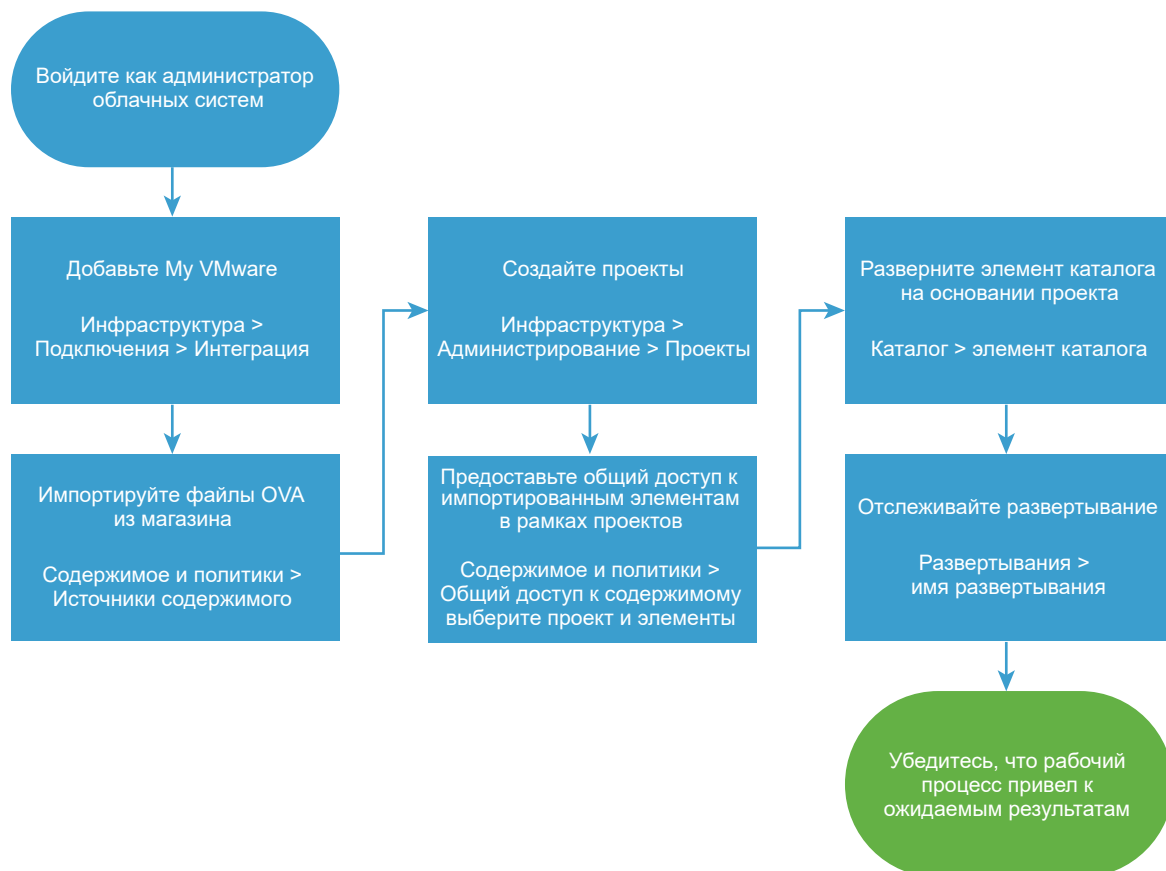 Войдите как администратор
облачных систем
Добавьте My VMware
Инфраструктура >
Подключения > Интеграция
Импортируйте файлы OVA
из магазина
Содержимое и политики >
Источники содержимого
Создайте проекты
Инфраструктура >
Администрирование > Проекты
Предоставьте общий доступ к
импортированным элементам
в рамках проектов
Содержимое и политики >
Общий доступ к содержимому
выберите проект и элементы
Разверните элемент каталога
на основании проекта
Каталог > элемент каталога
Отслеживайте развертывание
Развертывания >
имя развертывания
Убедитесь, что рабочий
процесс привел к
ожидаемым результатам